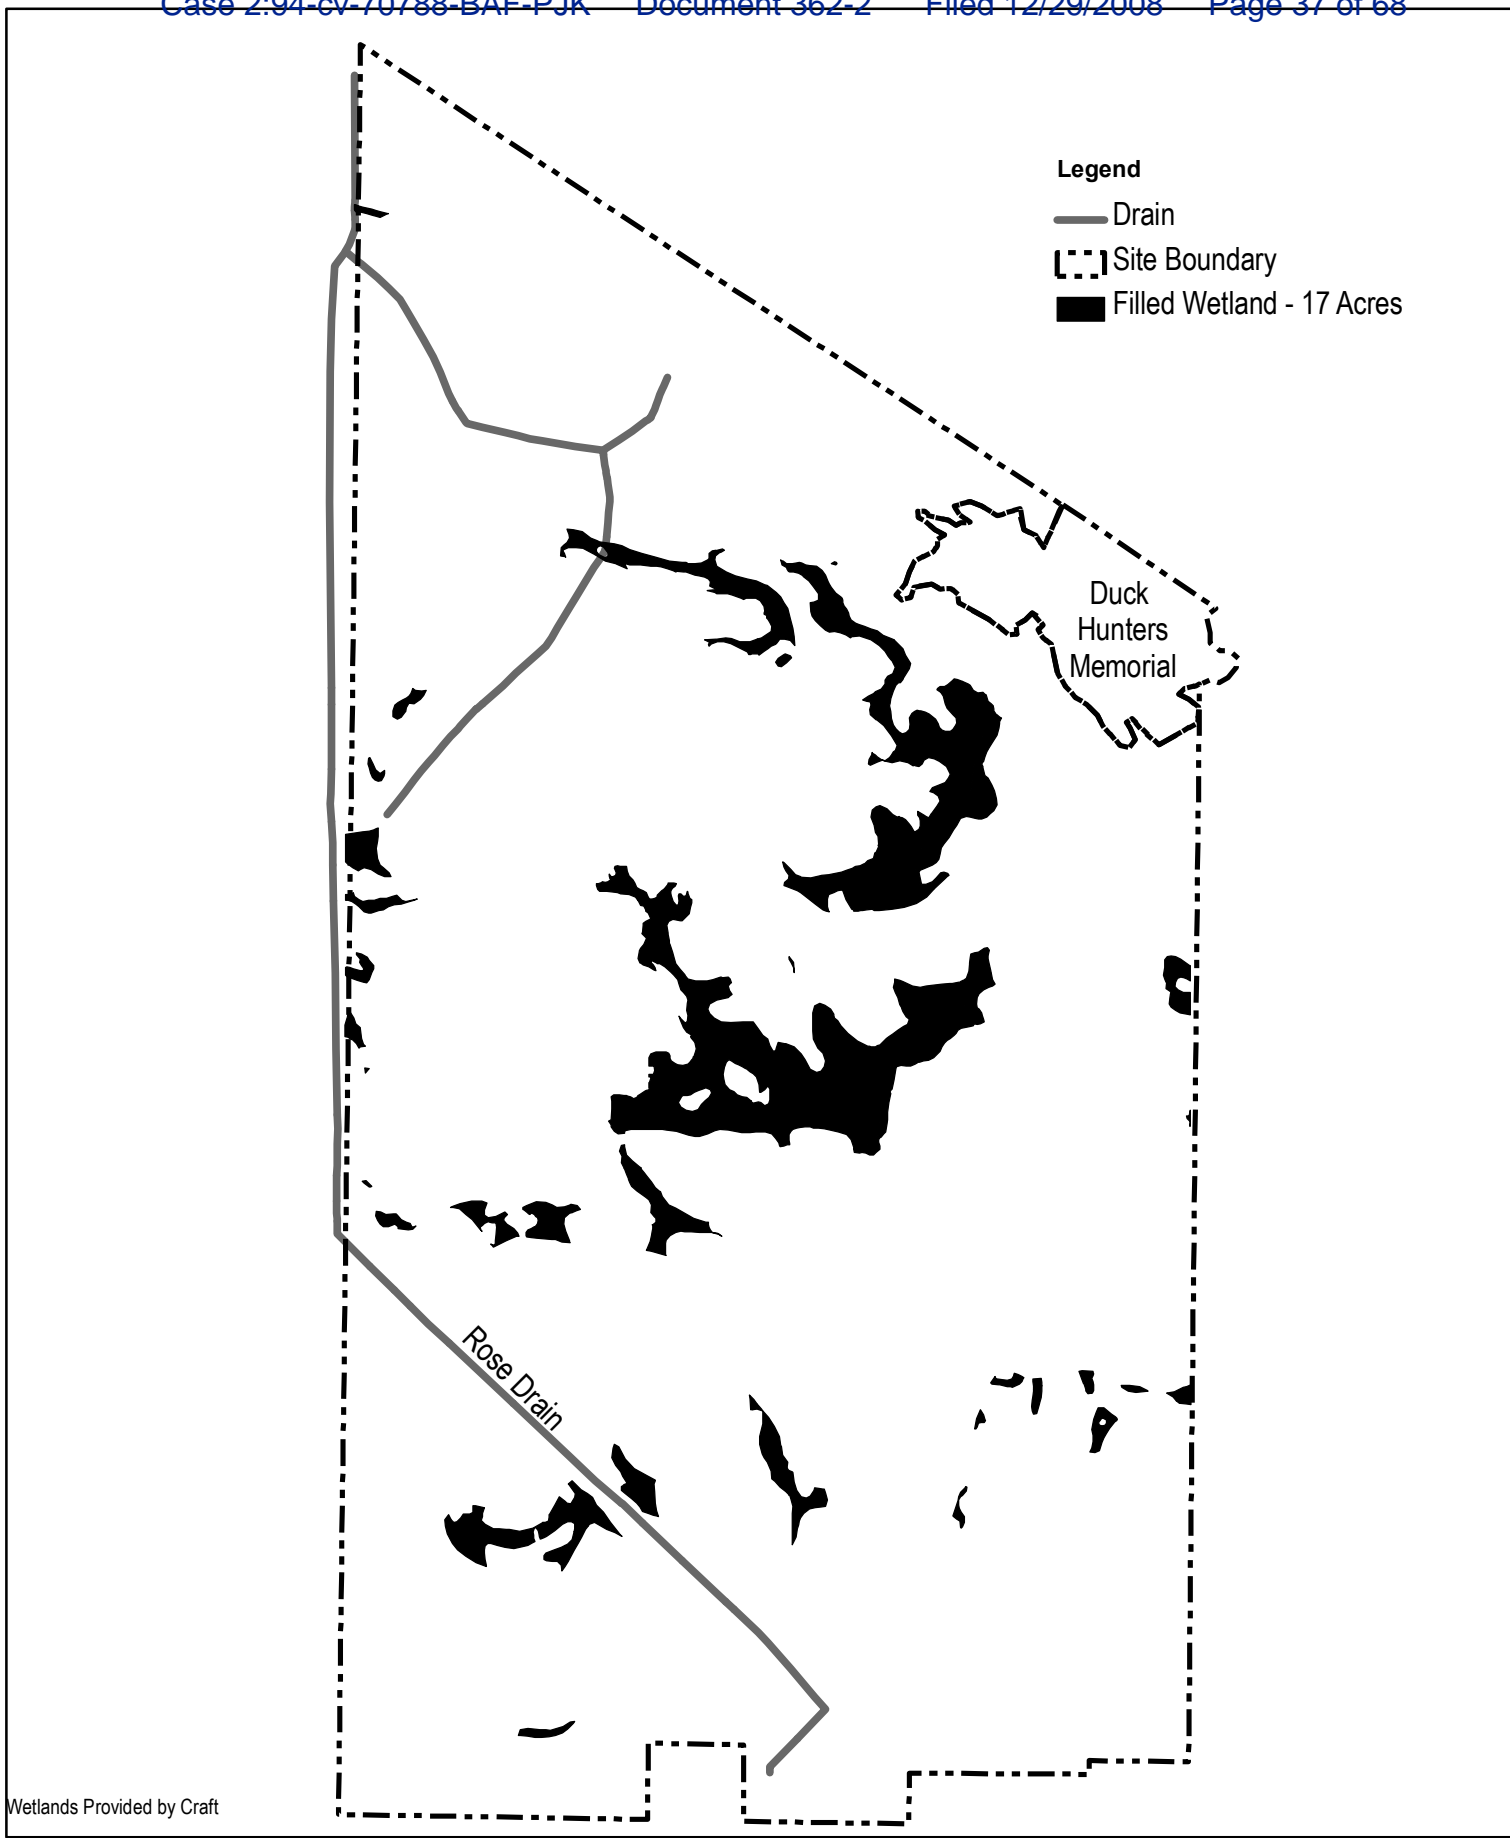 Case 2:94-cv-70788-BAF-PJK Document 362-2 Filed 12/29/2008 Page 37 of 68
Legend
Drain
Site Boundary
Filled Wetland - 17 Acres
Duck
Hunters
Memorial
Rose Drain
Wetlands Provided by Craft